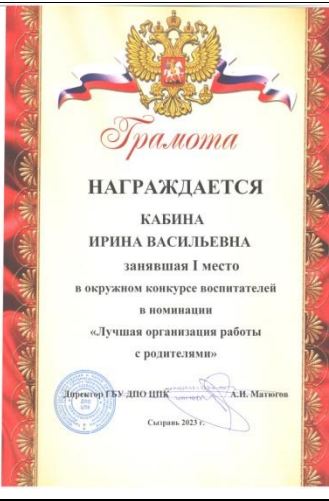 Грамота
НАГРАЖДАЕТСЯ
КАБИНА
ИРИНА ВАСИЛЬЕВНА
занявшая I место
в окружном конкурсе воспитателей
в номинации
«Лучшая организация работы
с родителями»
Директор ГБУ ДПО ЦПК А.И. Матюгов
Сызрань 2023 г.